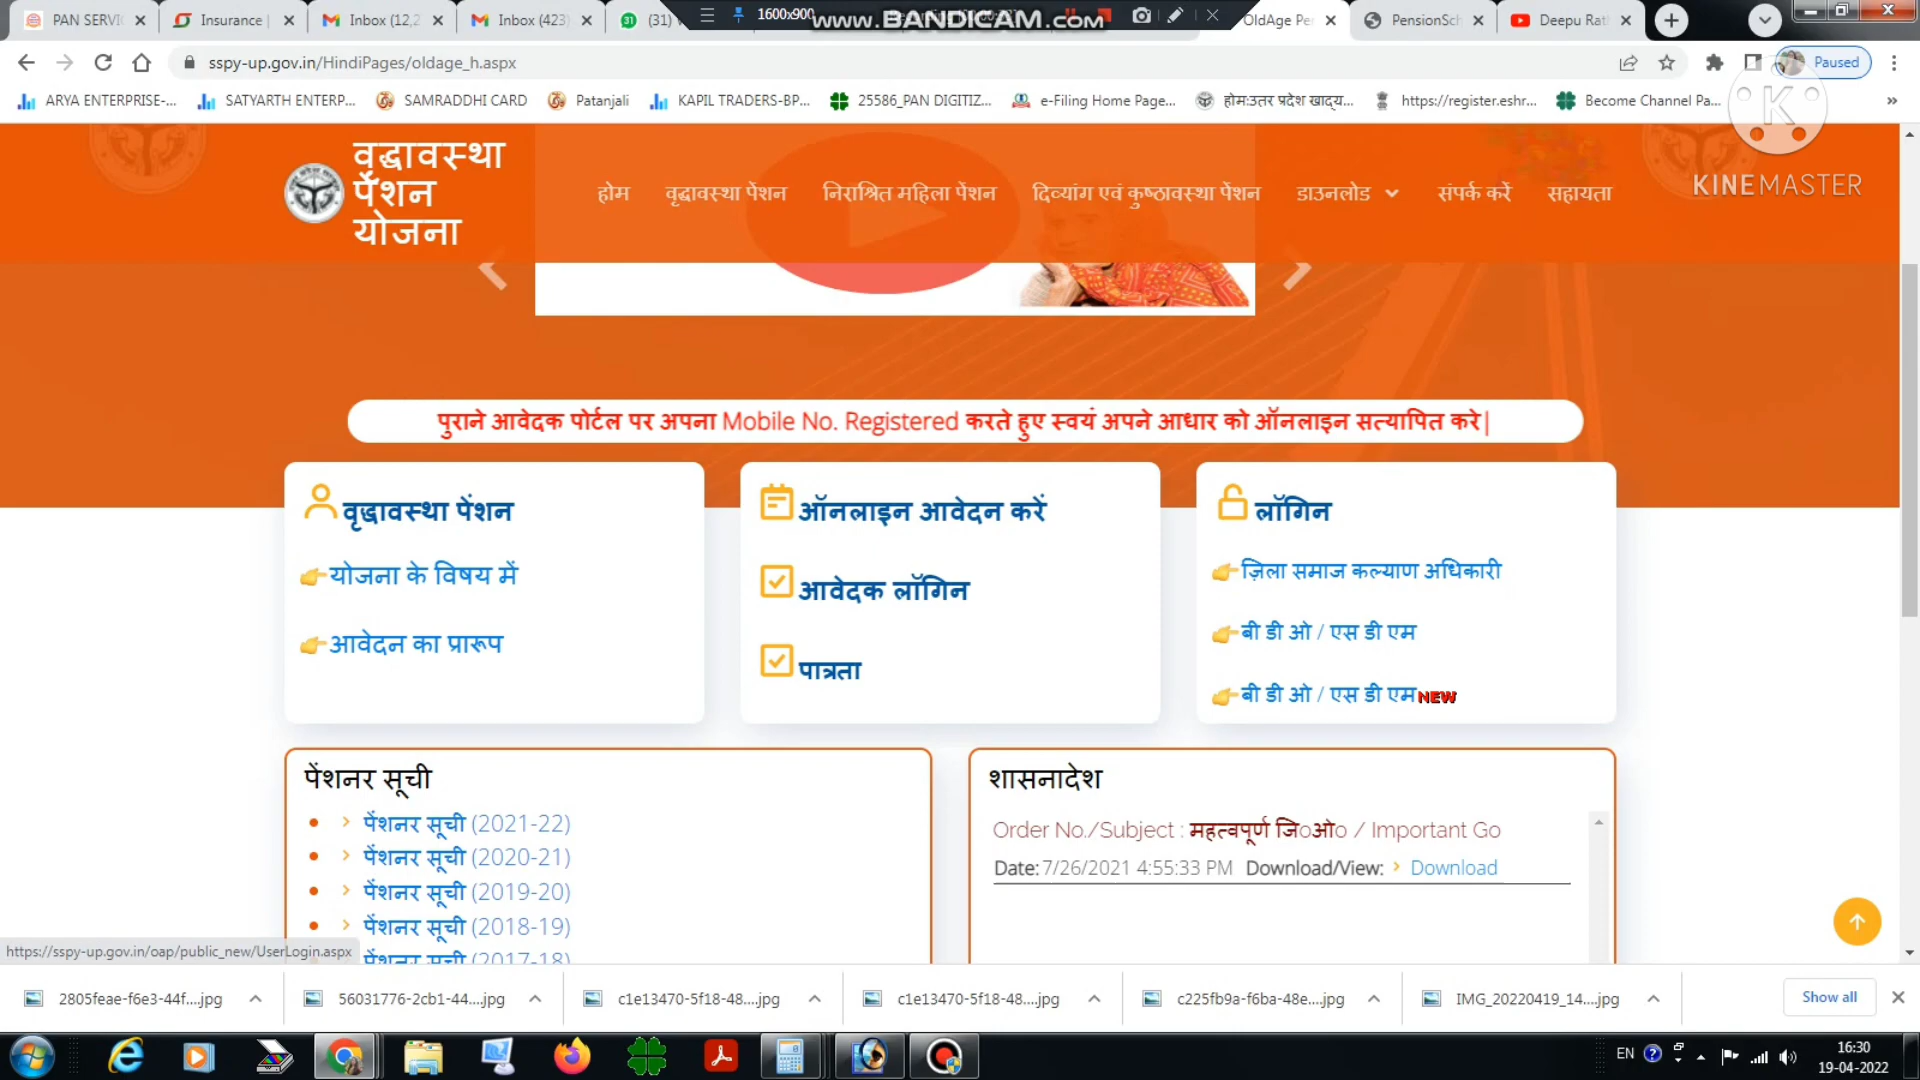 PAN SERVI
Insurance |
Inbox (12,2
Inbox (423)
(31)
1600x900
www.BANDICAM.com
OldAge Pe
PensionSch
Deepu Rat
sspy-up.gov.in/HindiPages/oldage_h.aspx
Paused
ARYA ENTERPRISE-...
SATYARTH ENTERP...
SAMRADDHI CARD
Patanjali
KAPIL TRADERS-BP...
25586_PAN DIGITIZ...
e-Filing Home Page...
होम:उतर प्रदेश खाद्य...
https://register.eshr...
Become Channel Pa...
K
KINEMASTER
वृद्धावस्था
पेंशन
योजना
होम
वृद्धावस्था पेंशन
निराश्रित महिला पेंशन
दिव्यांग एवं कुष्ठावस्था पेंशन
डाउनलोड
संपर्क करें
सहायता
पुराने आवेदक पोर्टल पर अपना Mobile No. Registered करते हुए स्वयं अपने आधार को ऑनलाइन सत्यापित करे|
वृद्धावस्था पेंशन
योजना के विषय में
आवेदन का प्रारूप
ऑनलाइन आवेदन करें
आवेदक लॉगिन
पात्रता
लॉगिन
ज़िला समाज कल्याण अधिकारी
बी डी ओ / एस डी एम
बी डी ओ / एस डी एम NEW
पेंशनर सूची
पेंशनर सूची (2021-22)
पेंशनर सूची (2020-21)
पेंशनर सूची (2019-20)
पेंशनर सूची (2018-19)
पेंशनर सूची (2017-18)
शासनादेश
Order No./Subject : महत्वपूर्ण जि०ओ० / Important Go
Date: 7/26/2021 4:55:33 PM Download/View: Download
https://sspy-up.gov.in/oap/public_new/UserLogin.aspx
2805feae-f6e3-44f....jpg
56031776-2cb1-44....jpg
c1e13470-5f18-48....jpg
c1e13470-5f18-48....jpg
c225fb9a-f6ba-48e....jpg
IMG_20220419_14....jpg
Show all
EN
16:30
19-04-2022